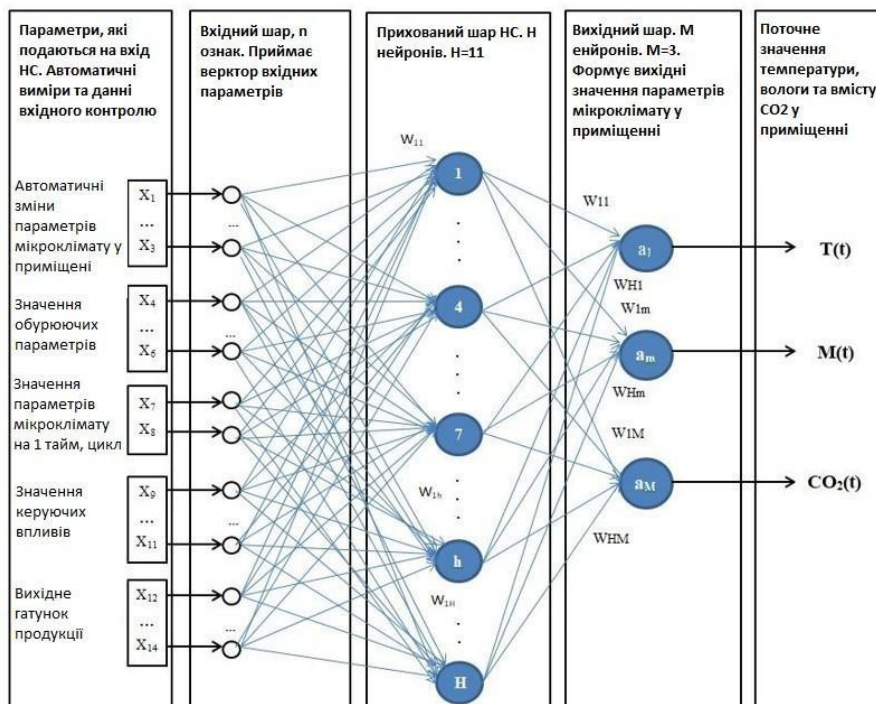 Параметри, які
подаються на вхід
НС. Автоматичні
виміри та данні
вхідного контролю
Вхідний шар, n
ознак. Приймає
верктор вхідних
параметрів
Прихований шар НС. Н
нейронів. Н=11
Вихідний шар. М
енйронів. М=3.
Формує вихідні
значення параметрів
мікроклімату у
приміщенні
Поточне
значення
температури,
вологи та вмісту
СО2 у
приміщенні
Автоматичні
зміни
параметрів
мікроклімату у
приміщені
X1
...
X3
Значення
обурюючих
параметрів
X4
...
X6
Значення
параметрів
мікроклімату
на 1 тайм, цикл
X7
X8
Значення
керуючих
впливів
X9
...
X11
Вихідне
гатунок
продукції
X12
...
X14
...
...
...
...
W11
1
4
7
W1h
h
W1H
H
W11
a1
WH1
W1m
am
WHm
W1M
aM
WHM
T(t)
M(t)
CO2(t)